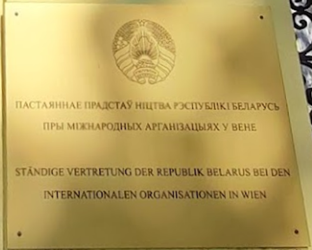 ПАСТАЯННАЕ ПРАДСТАЎНІЦТВА РЭСПУБЛІКІ БЕЛАРУСЬ
ПРЫ МІЖНАРОДНЫХ АРГАНІЗАЦЫЯХ У ВЕНЕ
STÄNDIGE VERTRETUNG DER REPUBLIK BELARUS BEI DEN
INTERNATIONALEN ORGANISATIONEN IN WIEN